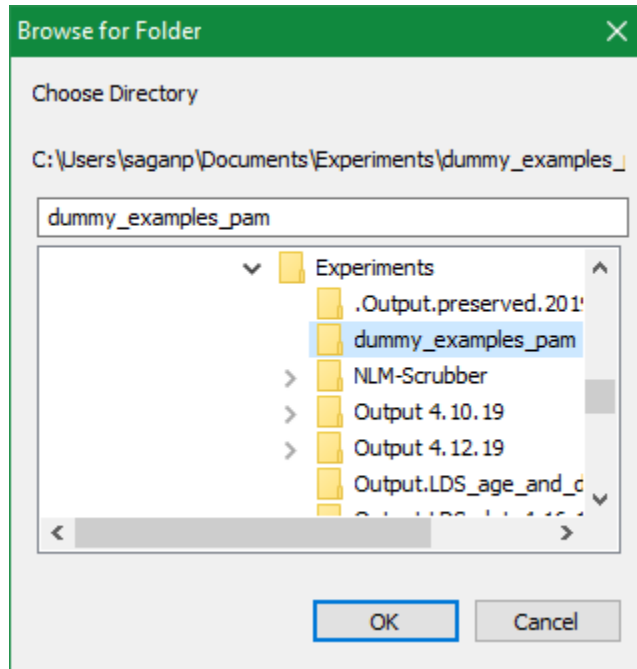 Browse for Folder
Choose Directory
C:\Users\saganp\Documents\Experiments\dummy_examples_
dummy_examples_pam
Experiments
.Output.preserved.201
dummy_examples_pam
NLM-Scrubber
Output 4.10.19
Output 4.12.19
Output.LDS_age_and_d
OK Cancel